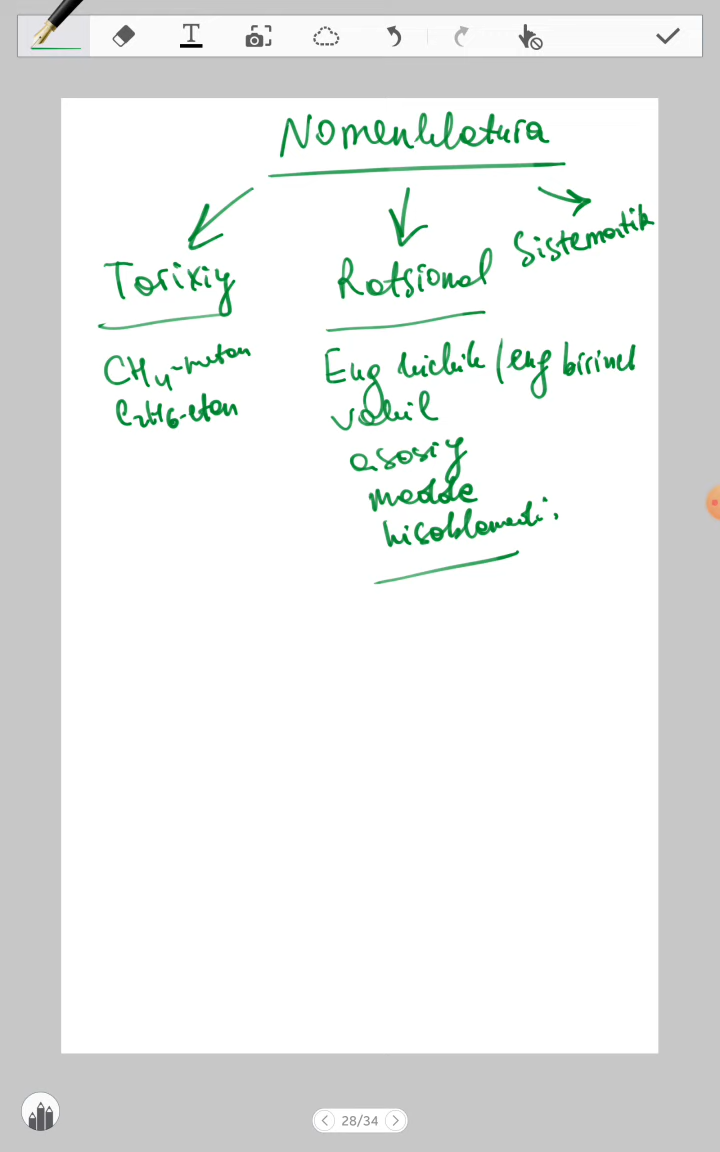 T
Nomenklatura
Tarixiy
Ratsional
Sistematik
CH4-metan
C2H6-etan
Eng kichik / eng birinchi
vakil
asosiy
modda
hisoblanadi.
28/34